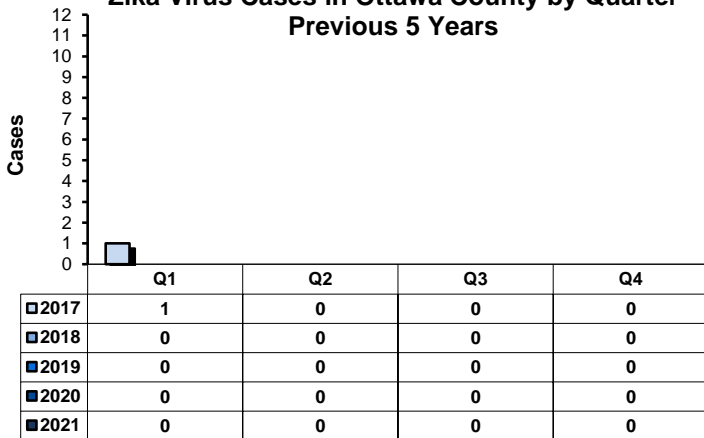 Zika Virus Cases in Ottawa County by Quarter
Previous 5 Years
Cases
12
11
10
9
8
7
6
5
4
3
2
1
0
Q1 Q2 Q3 Q4
2017 1 0 0 0
2018 0 0 0 0
2019 0 0 0 0
2020 0 0 0 0
2021 0 0 0 0